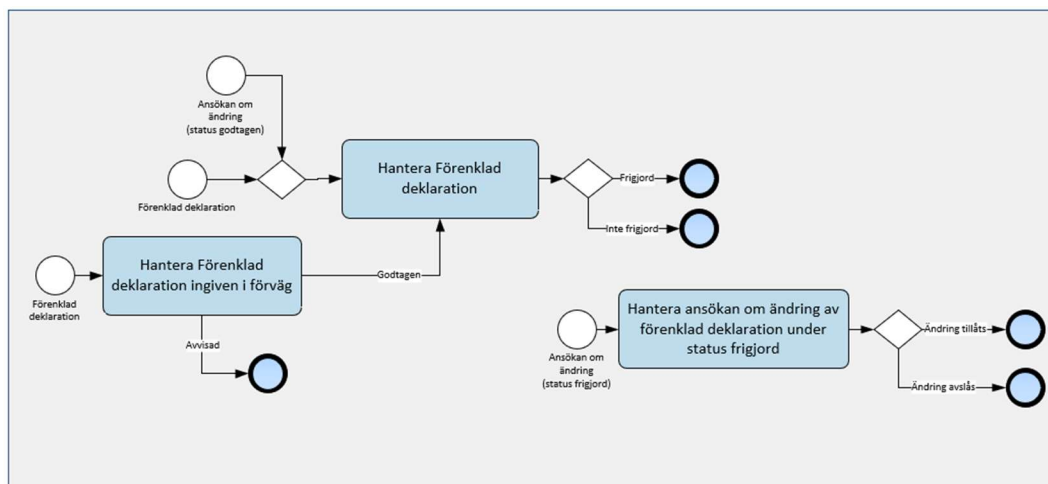 Ansökan om
ändring
(status godtagen)
Förenklad deklaration
Hantera Förenklad
deklaration
Frigjord
Inte frigjord
Förenklad
deklaration
Hantera Förenklad
deklaration ingiven i förväg
Godtagen
Avvisad
Ansökan om
ändring
(status frigjord)
Hantera ansökan om ändring av
förenklad deklaration under
status frigjord
Ändring tillåts
Ändring avslås